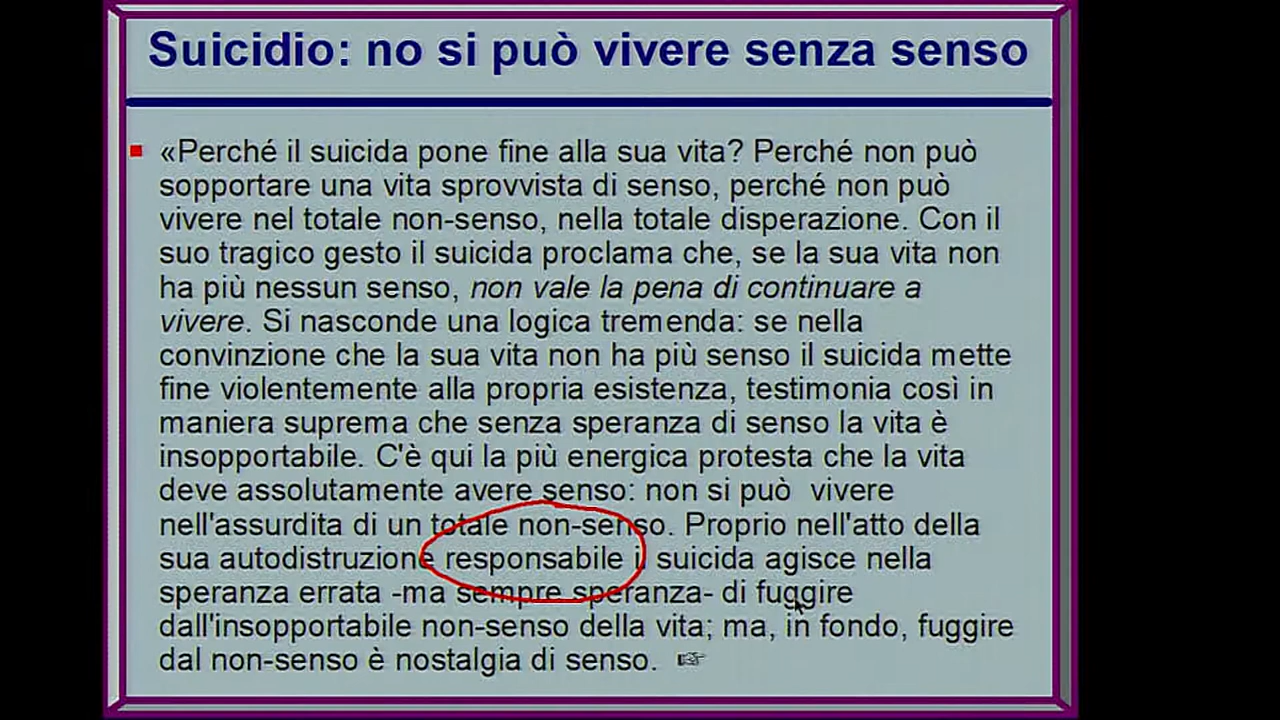 Suicidio: no si può vivere senza senso
«Perché il suicida pone fine alla sua vita? Perché non può
sopportare una vita sprovvista di senso, perché non può
vivere nel totale non-senso, nella totale disperazione. Con il
suo tragico gesto il suicida proclama che, se la sua vita non
ha più nessun senso, non vale la pena di continuare a
vivere. Si nasconde una logica tremenda: se nella
convinzione che la sua vita non ha più senso il suicida mette
fine violentemente alla propria esistenza, testimonia così in
maniera suprema che senza speranza di senso la vita è
insopportabile. C'è qui la più energica protesta che la vita
deve assolutamente avere senso: non si può  vivere
nell'assurdita di un totale non-senso. Proprio nell'atto della
sua autodistruzione responsabile il suicida agisce nella
speranza errata -ma sempre speranza- di fuggire
dall'insopportabile non-senso della vita; ma, in fondo, fuggire
dal non-senso è nostalgia di senso. ☞